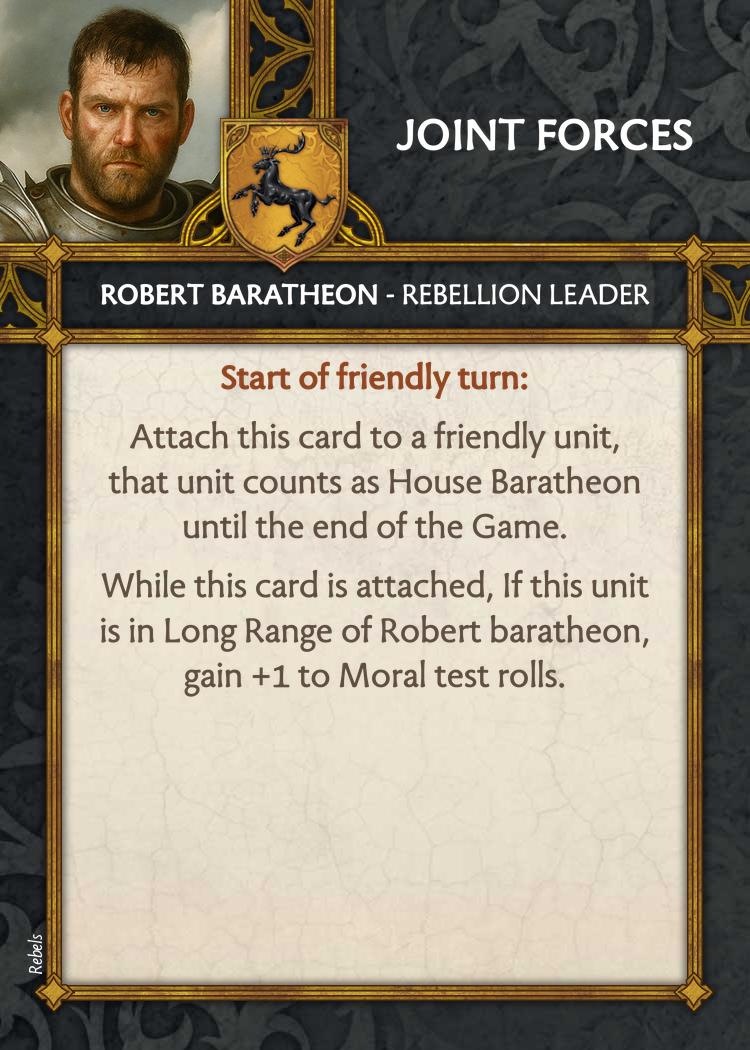 JOINT FORCES
ROBERT BARATHEON - REBELLION LEADER
Start of friendly turn:
Attach this card to a friendly unit,
that unit counts as House Baratheon
until the end of the Game.
While this card is attached, If this unit
is in Long Range of Robert baratheon,
gain +1 to Moral test rolls.
Rebels